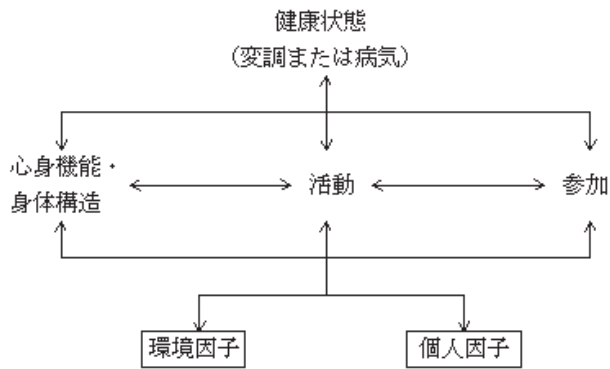 健康状態
(変調または病気)
心身機能・
身体構造
活動
参加
環境因子
個人因子